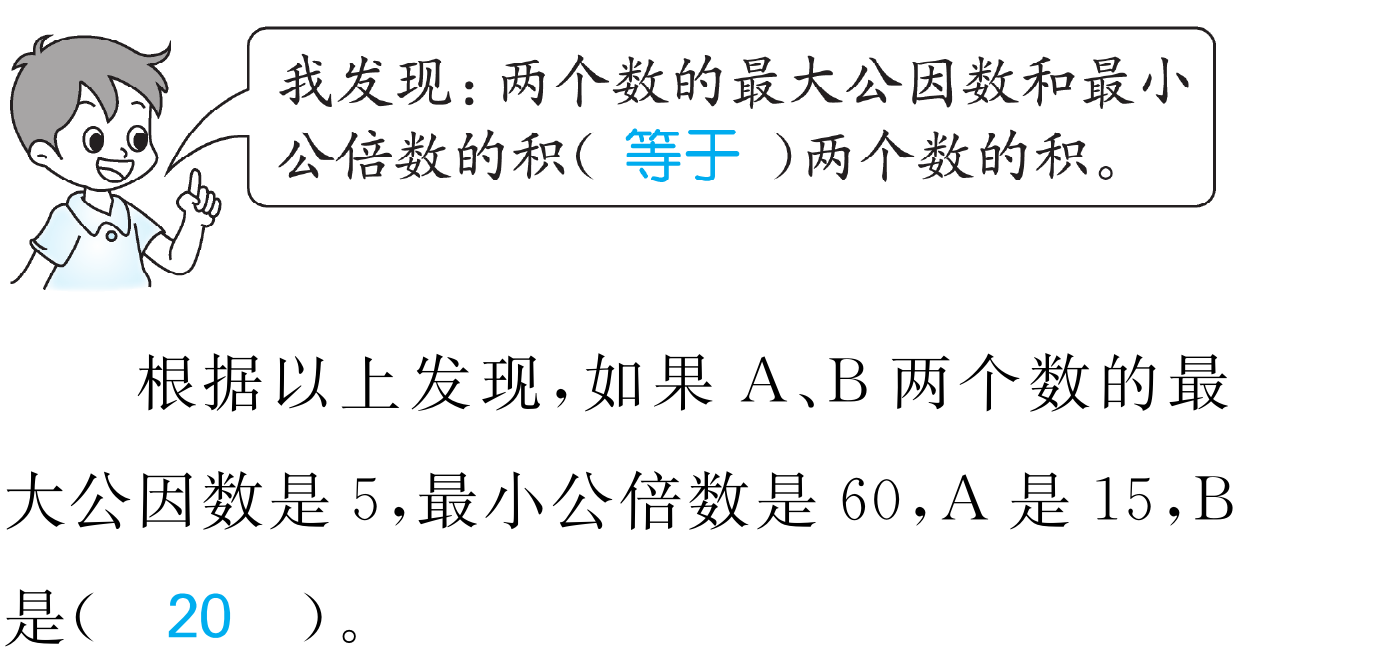 我发现：两个数的最大公因数和最小
公倍数的积（ 等于 ）两个数的积。
根据以上发现，如果 A、B 两个数的最
大公因数是 5，最小公倍数是 60，A 是 15，B
是（ 20 ）。